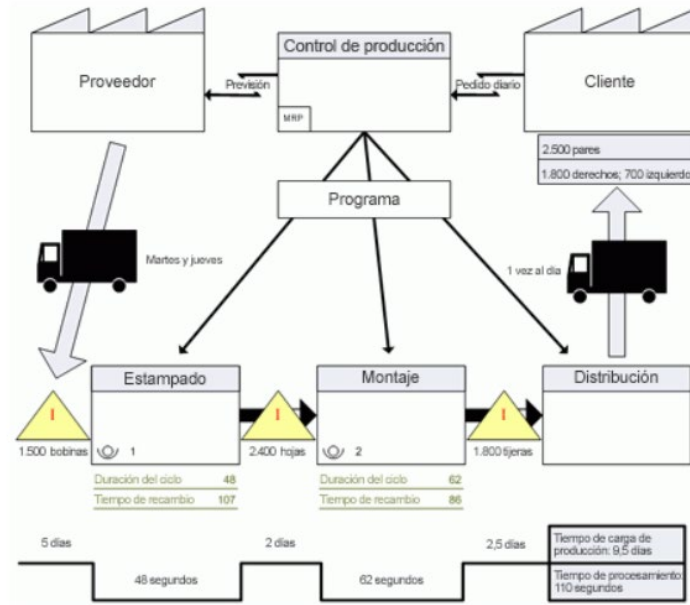 Proveedor
Control de producción
Cliente
Previsión
Pedido diario
MRP
2.500 pares
1.800 derechos; 700 izquierdo
Programa
Martes y jueves
1 vez al día
Estampado
Montaje
Distribución
I
I
I
1
2
1.500 bobinas
2.400 hojas
1.800 tijeras
Duración del ciclo 48
Tiempo de recambio 107
Duración del ciclo 62
Tiempo de recambio 86
5 días
2 días
2,5 días
48 segundos
62 segundos
Tiempo de carga de
producción: 9,5 días
Tiempo de procesamiento:
110 segundos